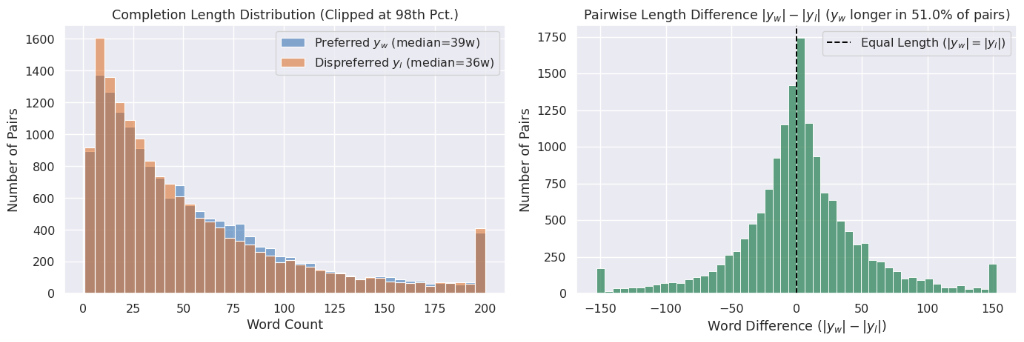 Completion Length Distribution (Clipped at 98th Pct.)
Preferred y_w (median=39w)
Dispreferred y_l (median=36w)
Number of Pairs
1600
1400
1200
1000
800
600
400
200
0
0 25 50 75 100 125 150 175 200
Word Count
Pairwise Length Difference |y_w| − |y_l| (y_w longer in 51.0% of pairs)
Equal Length (|y_w| = |y_l|)
Number of Pairs
1750
1500
1250
1000
750
500
250
0
−150 −100 −50 0 50 100 150
Word Difference (|y_w| − |y_l|)